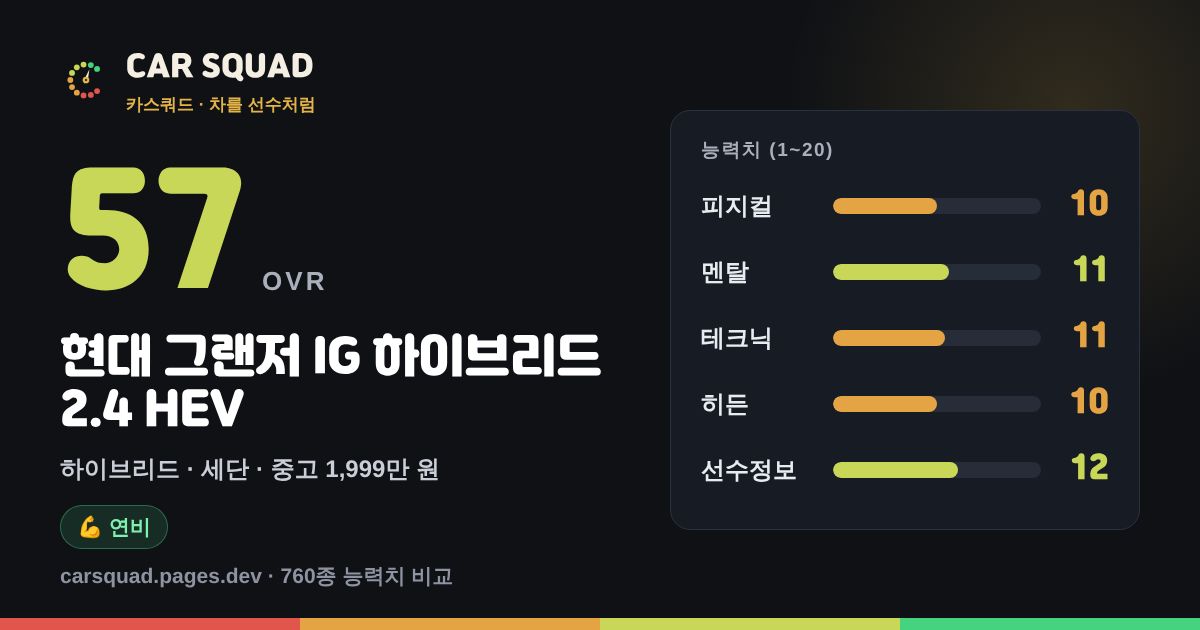 CAR SQUAD
카스쿼드 · 차를 선수처럼
57 OVR
현대 그랜저 IG 하이브리드
2.4 HEV
하이브리드 · 세단 · 중고 1,999만 원
💪 연비
carsquad.pages.dev · 760종 능력치 비교
능력치 (1~20)
피지컬 10
멘탈 11
테크닉 11
히든 10
선수정보 12